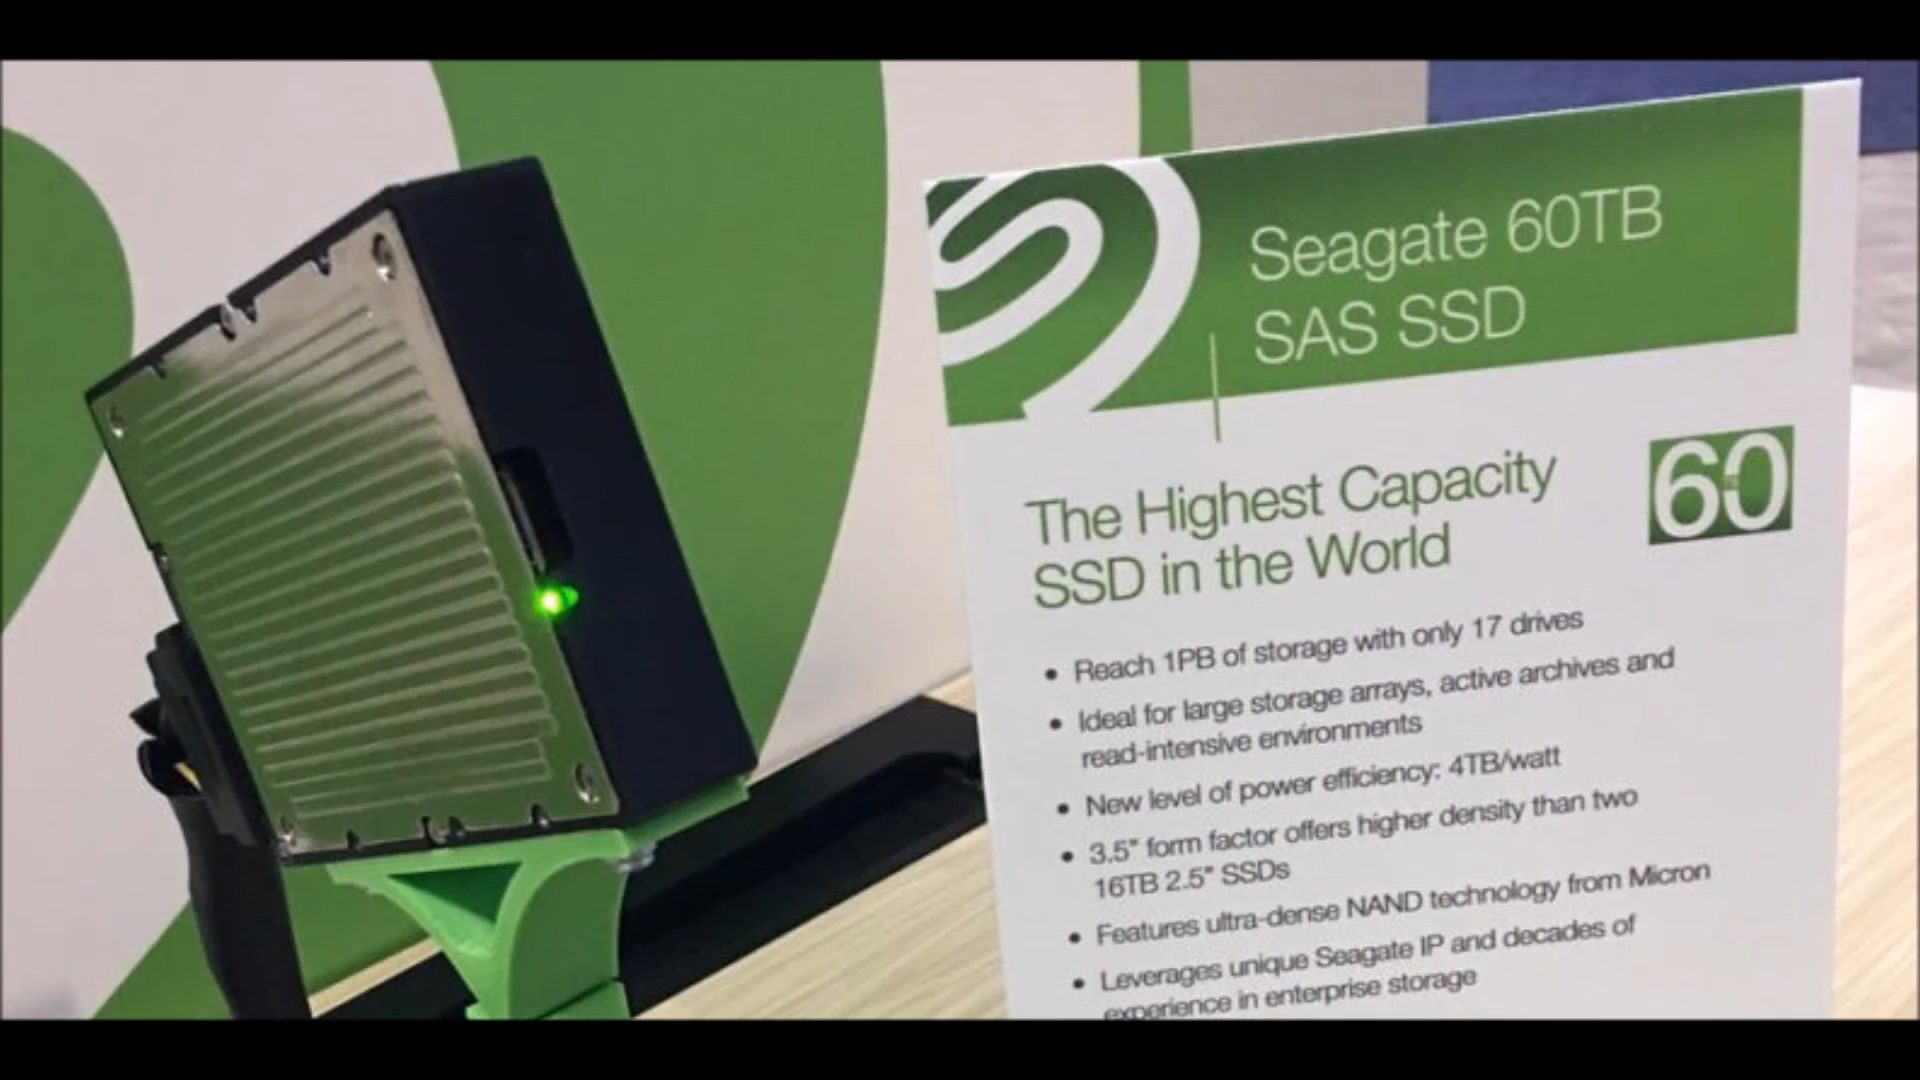 Seagate 60TB
SAS SSD
The Highest Capacity
SSD in the World
60
• Reach 1PB of storage with only 17 drives
• Ideal for large storage arrays, active archives and
read-intensive environments
• New level of power efficiency: 4TB/watt
• 3.5" form factor offers higher density than two
16TB 2.5" SSDs
• Features ultra-dense NAND technology from Micron
• Leverages unique Seagate IP and decades of
experience in enterprise storage